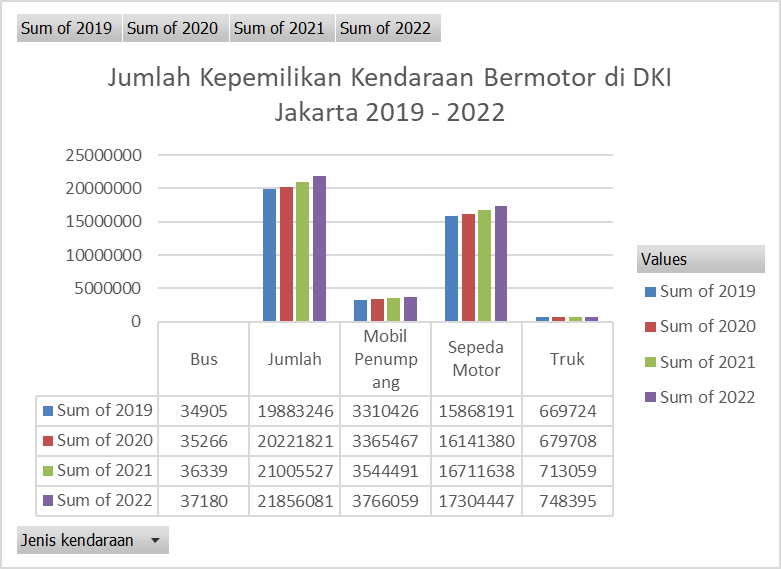 Sum of 2019 Sum of 2020 Sum of 2021 Sum of 2022
Jumlah Kepemilikan Kendaraan Bermotor di DKI
Jakarta 2019 - 2022
25000000
20000000
15000000
10000000
5000000
0
Values
Sum of 2019
Sum of 2020
Sum of 2021
Sum of 2022
Bus Jumlah Mobil Sepeda Truk
Penump Motor
ang
Sum of 2019 34905 19883246 3310426 15868191 669724
Sum of 2020 35266 20221821 3365467 16141380 679708
Sum of 2021 36339 21005527 3544491 16711638 713059
Sum of 2022 37180 21856081 3766059 17304447 748395
Jenis kendaraan